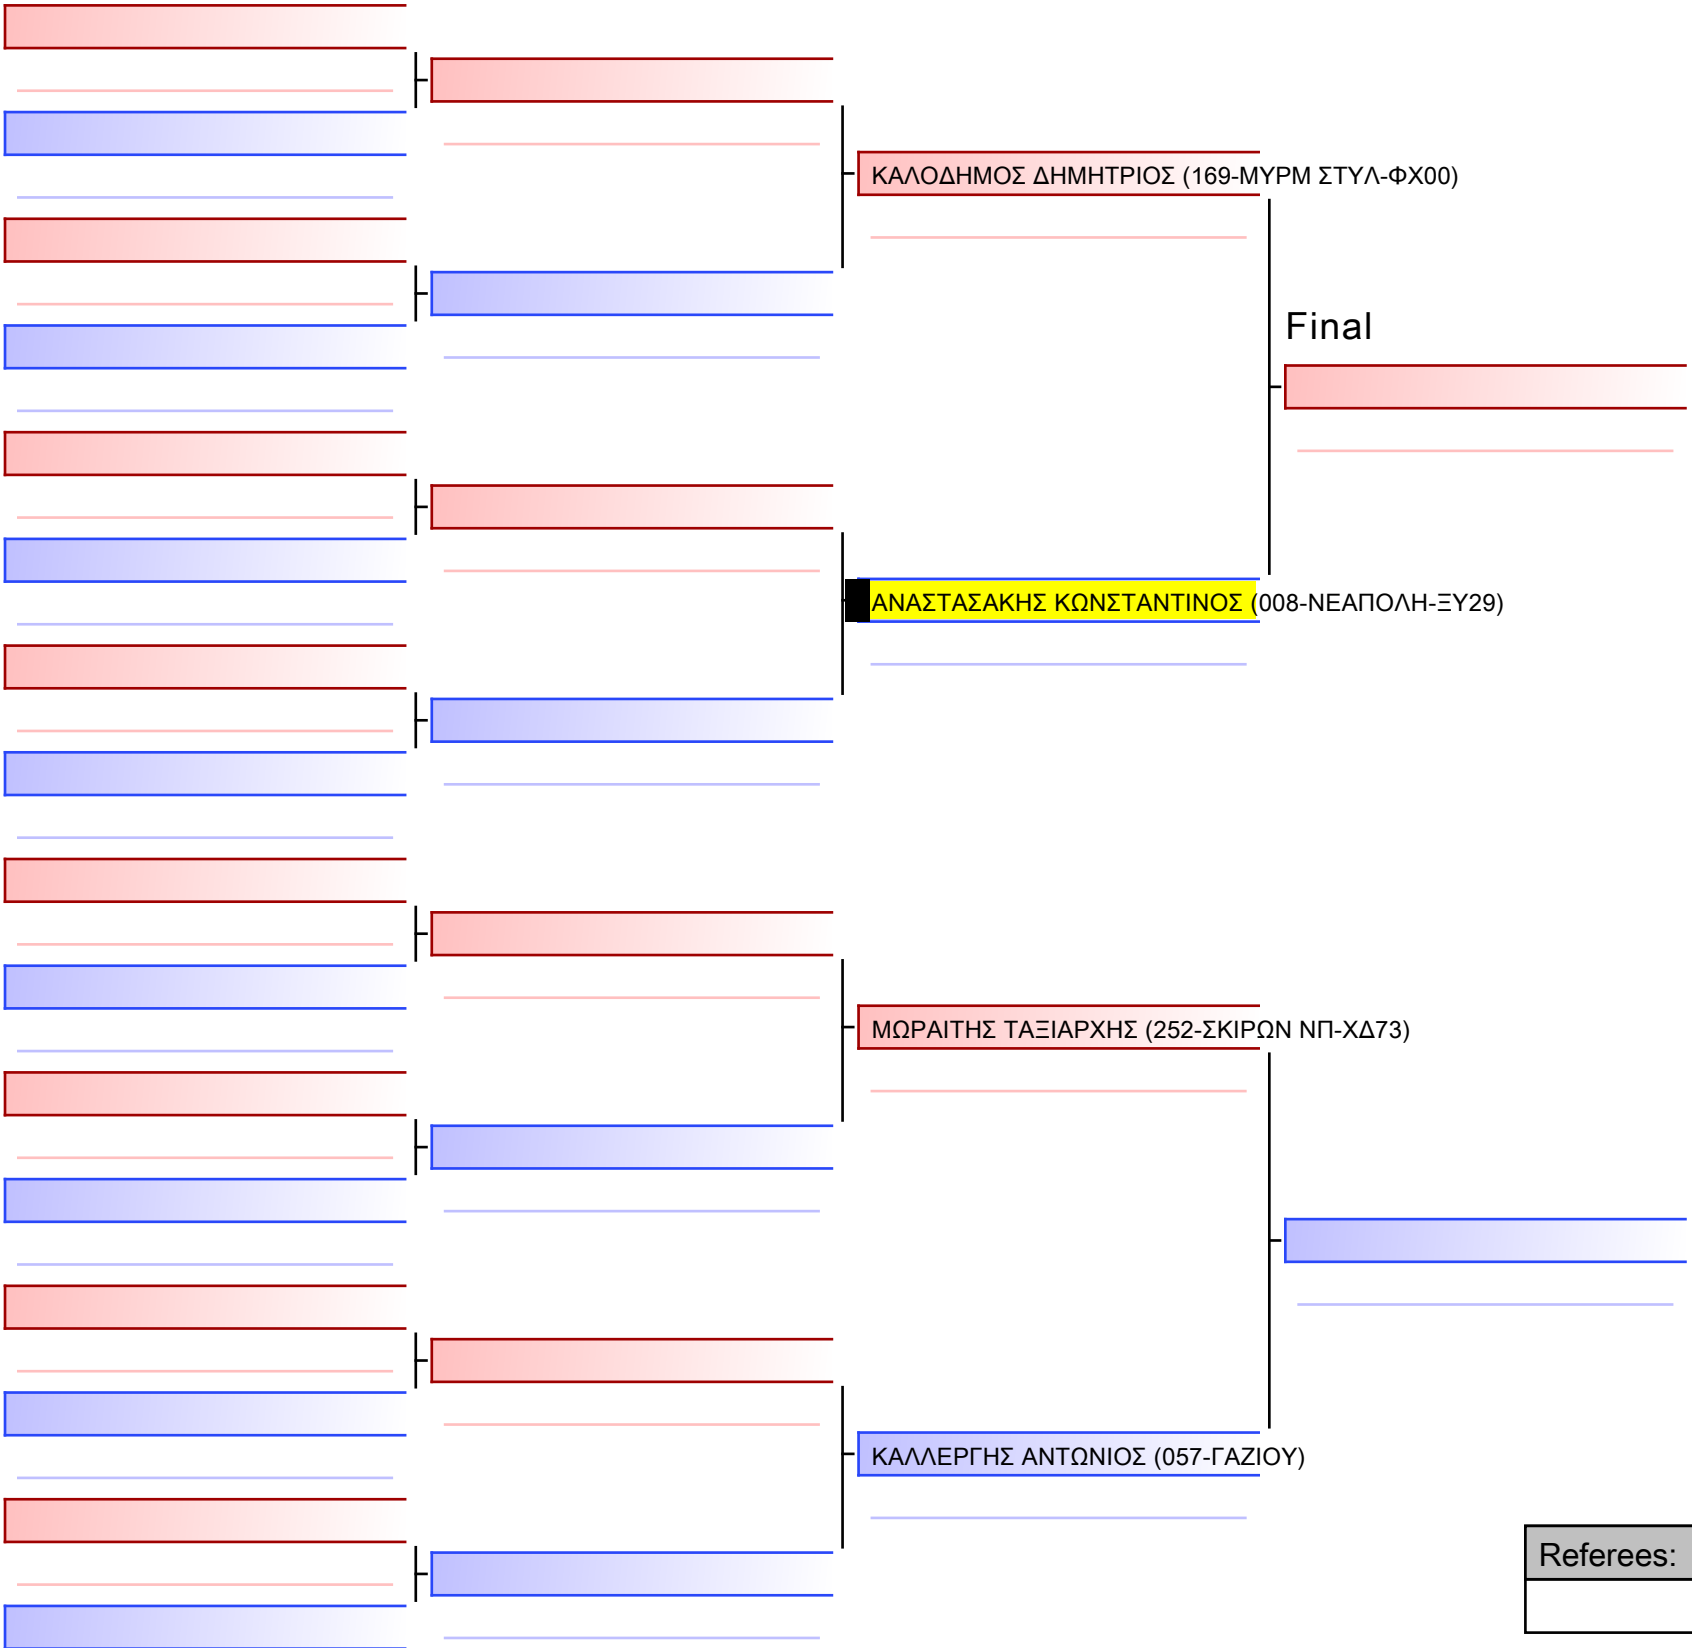 ΚΑΛΟΔΗΜΟΣ ΔΗΜΗΤΡΙΟΣ (169-ΜΥΡΜ ΣΤΥΛ-ΦΧ00)
Final
ΑΝΑΣΤΑΣΑΚΗΣ ΚΩΝΣΤΑΝΤΙΝΟΣ (008-ΝΕΑΠΟΛΗ-ΞΥ29)
ΜΩΡΑΙΤΗΣ ΤΑΞΙΑΡΧΗΣ (252-ΣΚΙΡΩΝ ΝΠ-ΧΔ73)
ΚΑΛΛΕΡΓΗΣ ΑΝΤΩΝΙΟΣ (057-ΓΑΖΙΟΥ)
Referees: